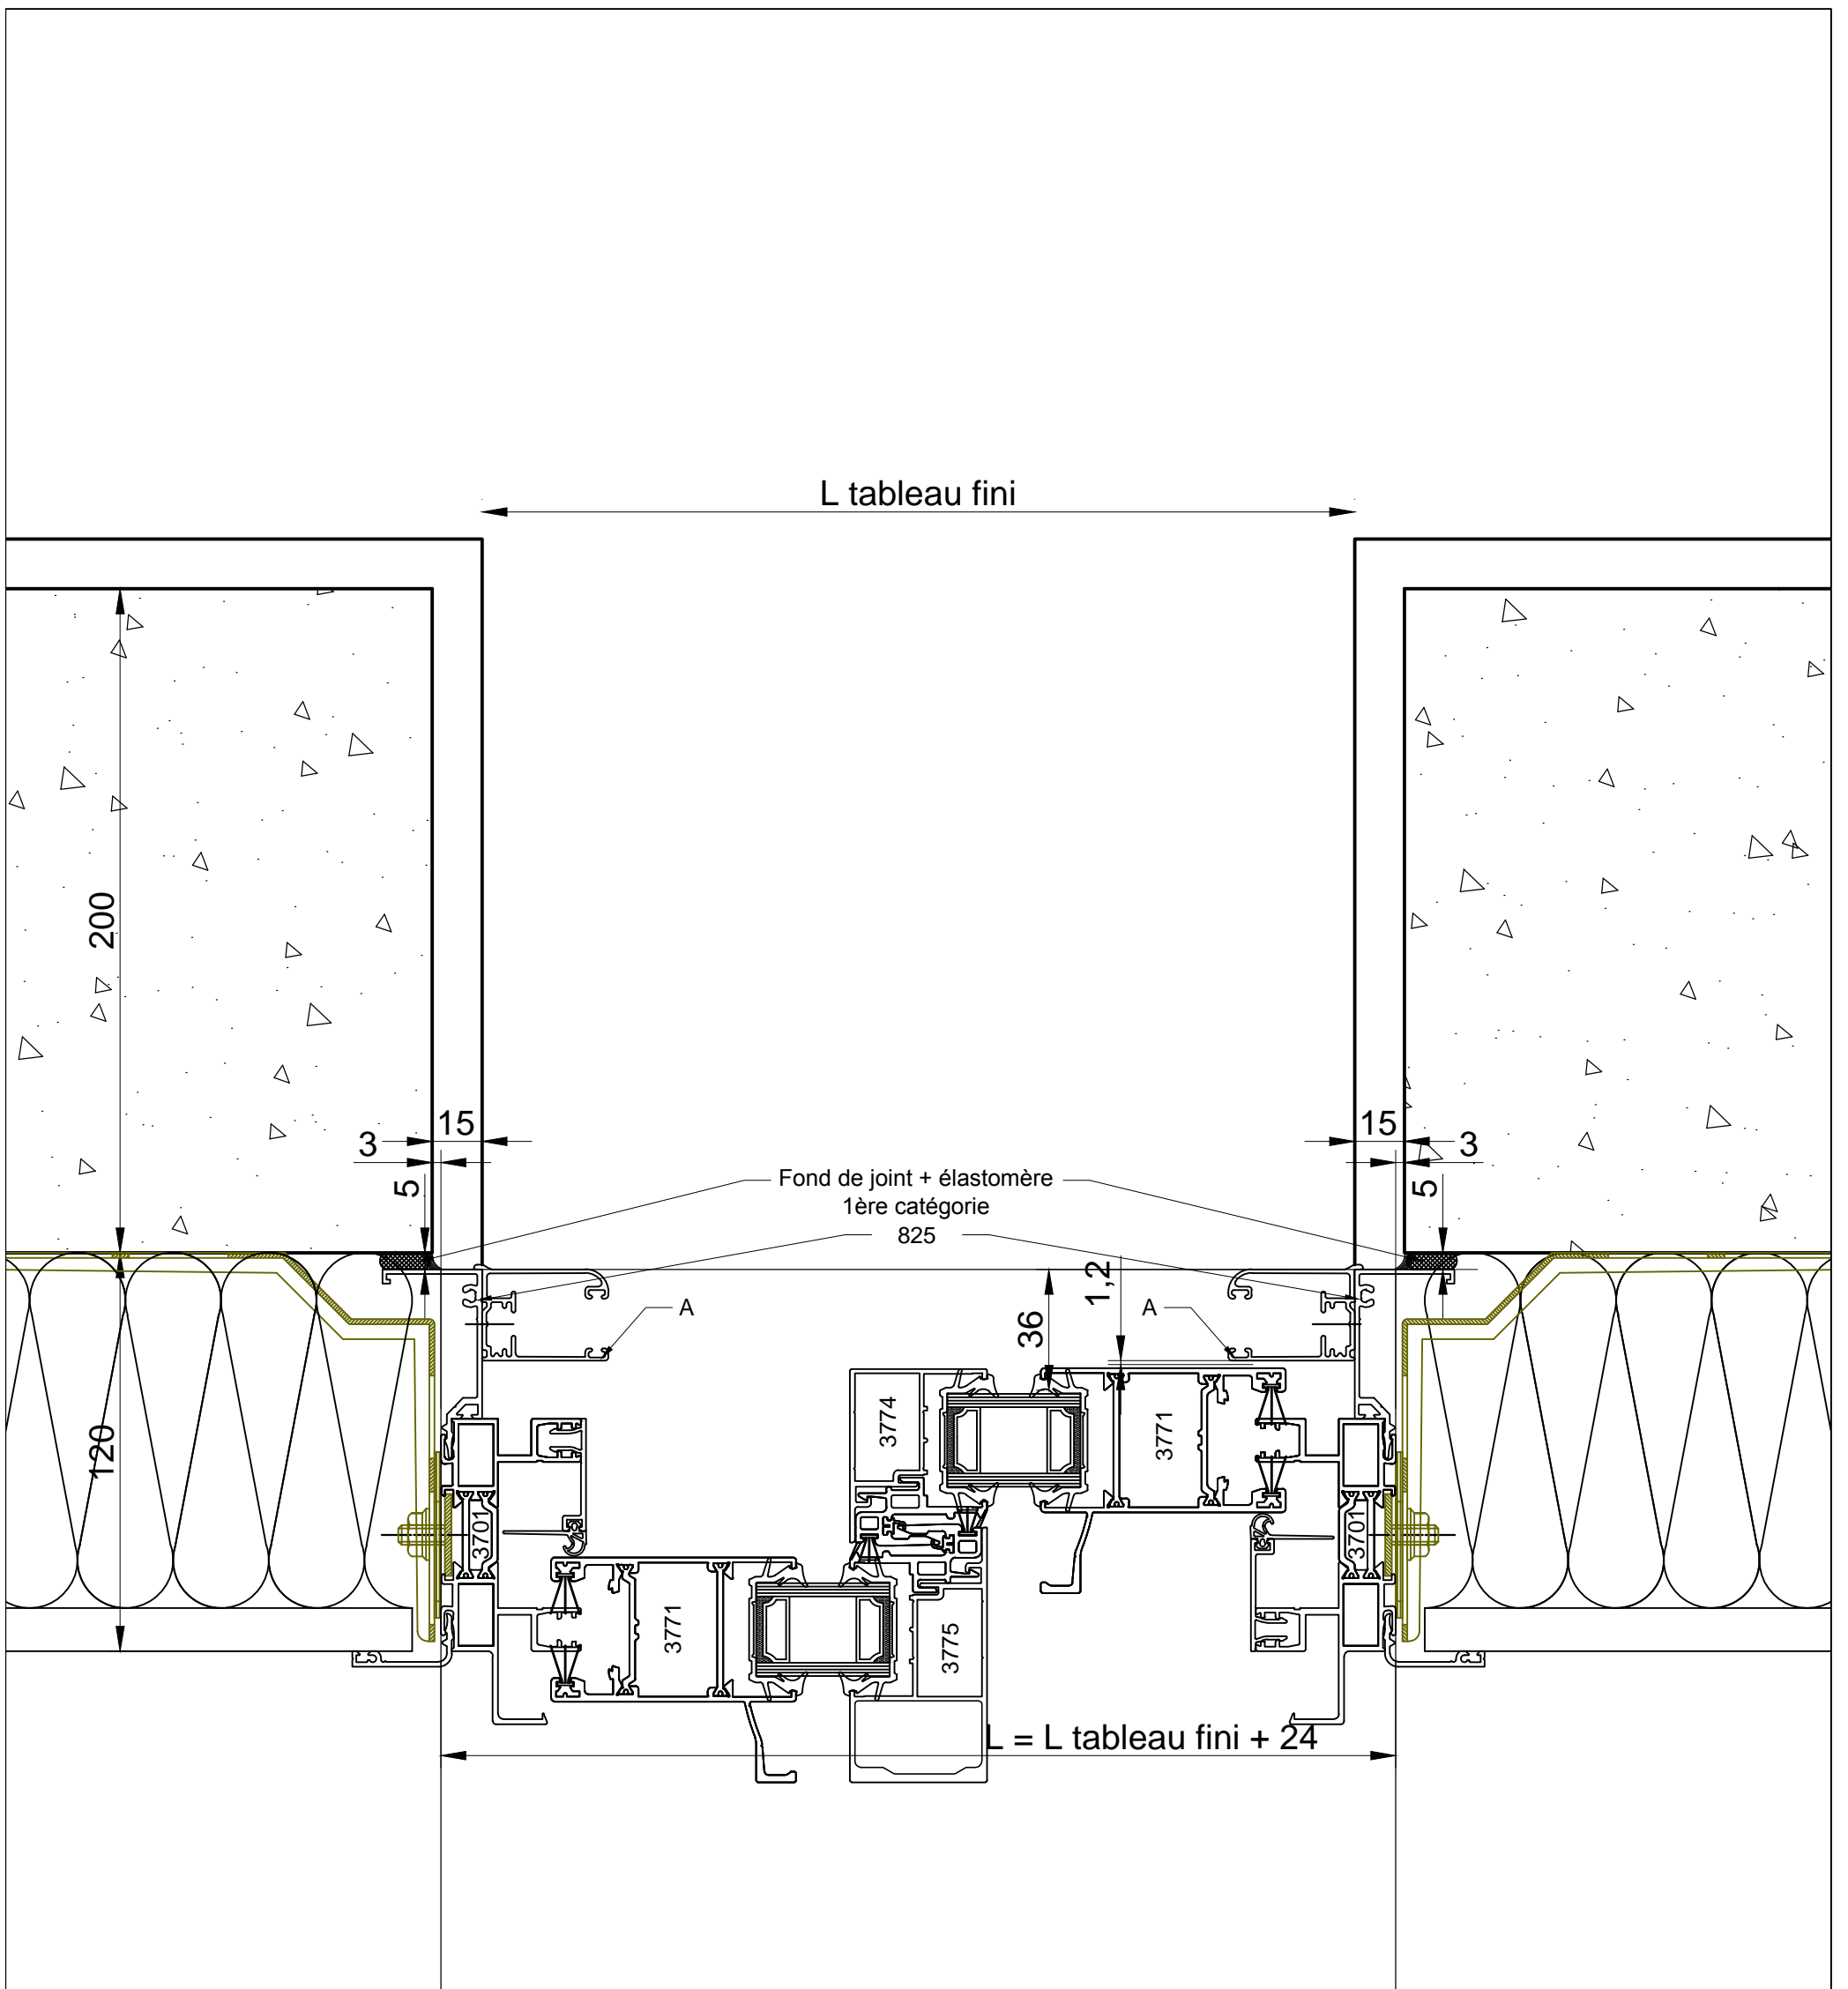 L tableau fini
200
15
15
3
3
5
5
Fond de joint + élastomère
1ère catégorie
825
1,2
A
A
36
120
3774
3771
3701
3701
3771
3775
L = L tableau fini + 24